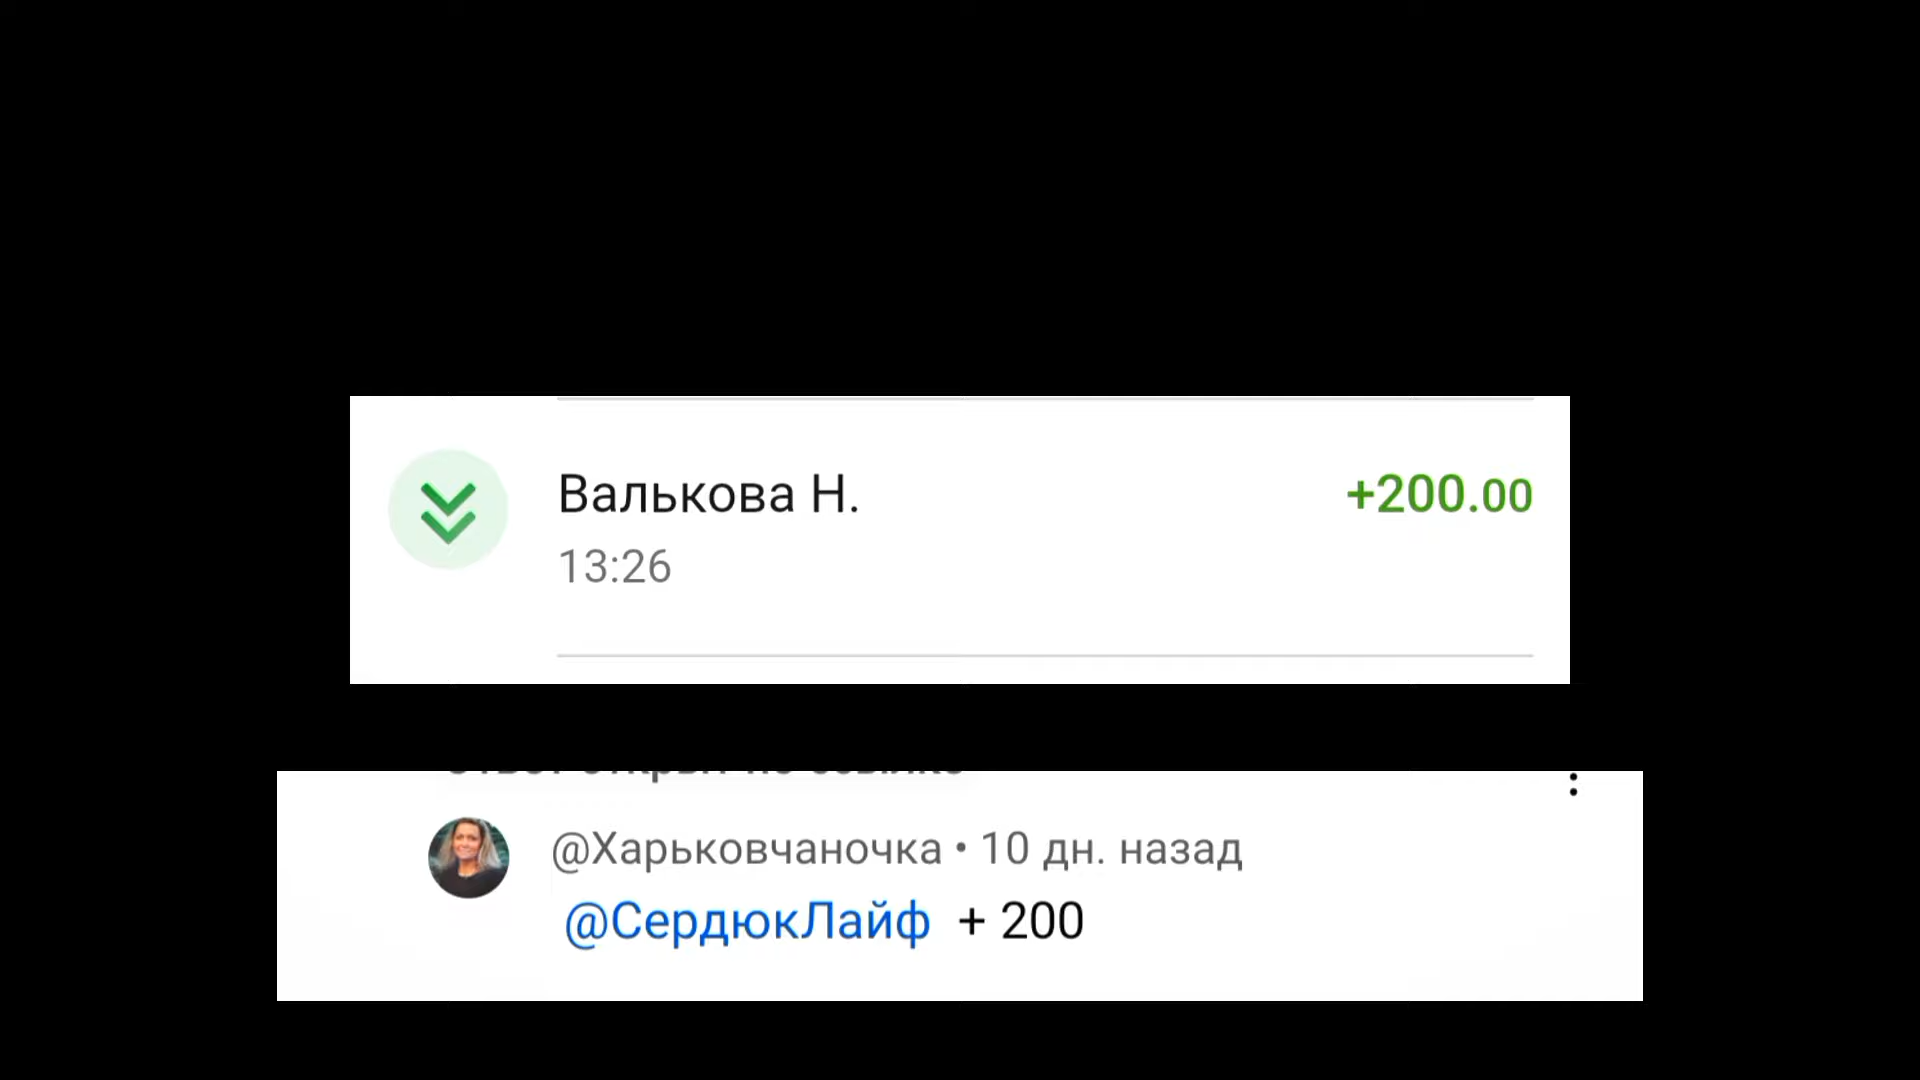 Валькова Н.
+200.00
13:26
@Харьковчаночка • 10 дн. назад
@СердюкЛайф + 200